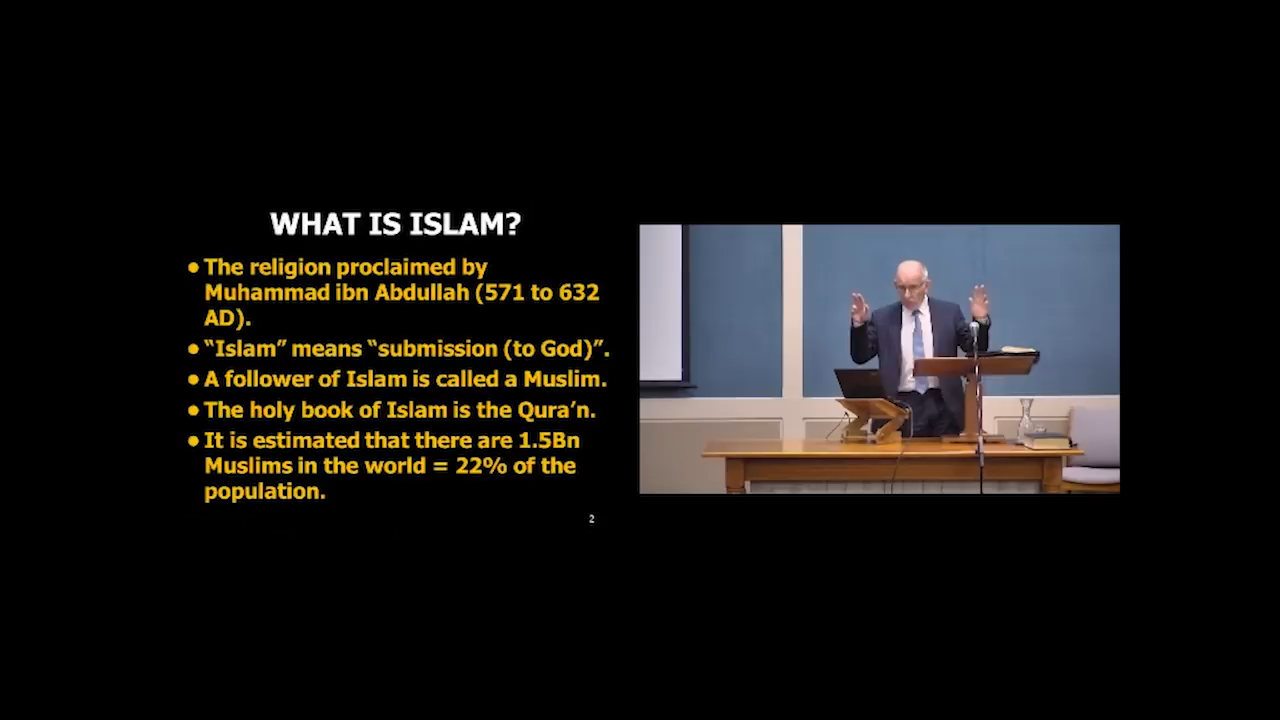 WHAT IS ISLAM?
• The religion proclaimed by
Muhammad ibn Abdullah (571 to 632
AD).
• “Islam” means “submission (to God)”.
• A follower of Islam is called a Muslim.
• The holy book of Islam is the Qura’n.
• It is estimated that there are 1.5Bn
Muslims in the world = 22% of the
population.
2